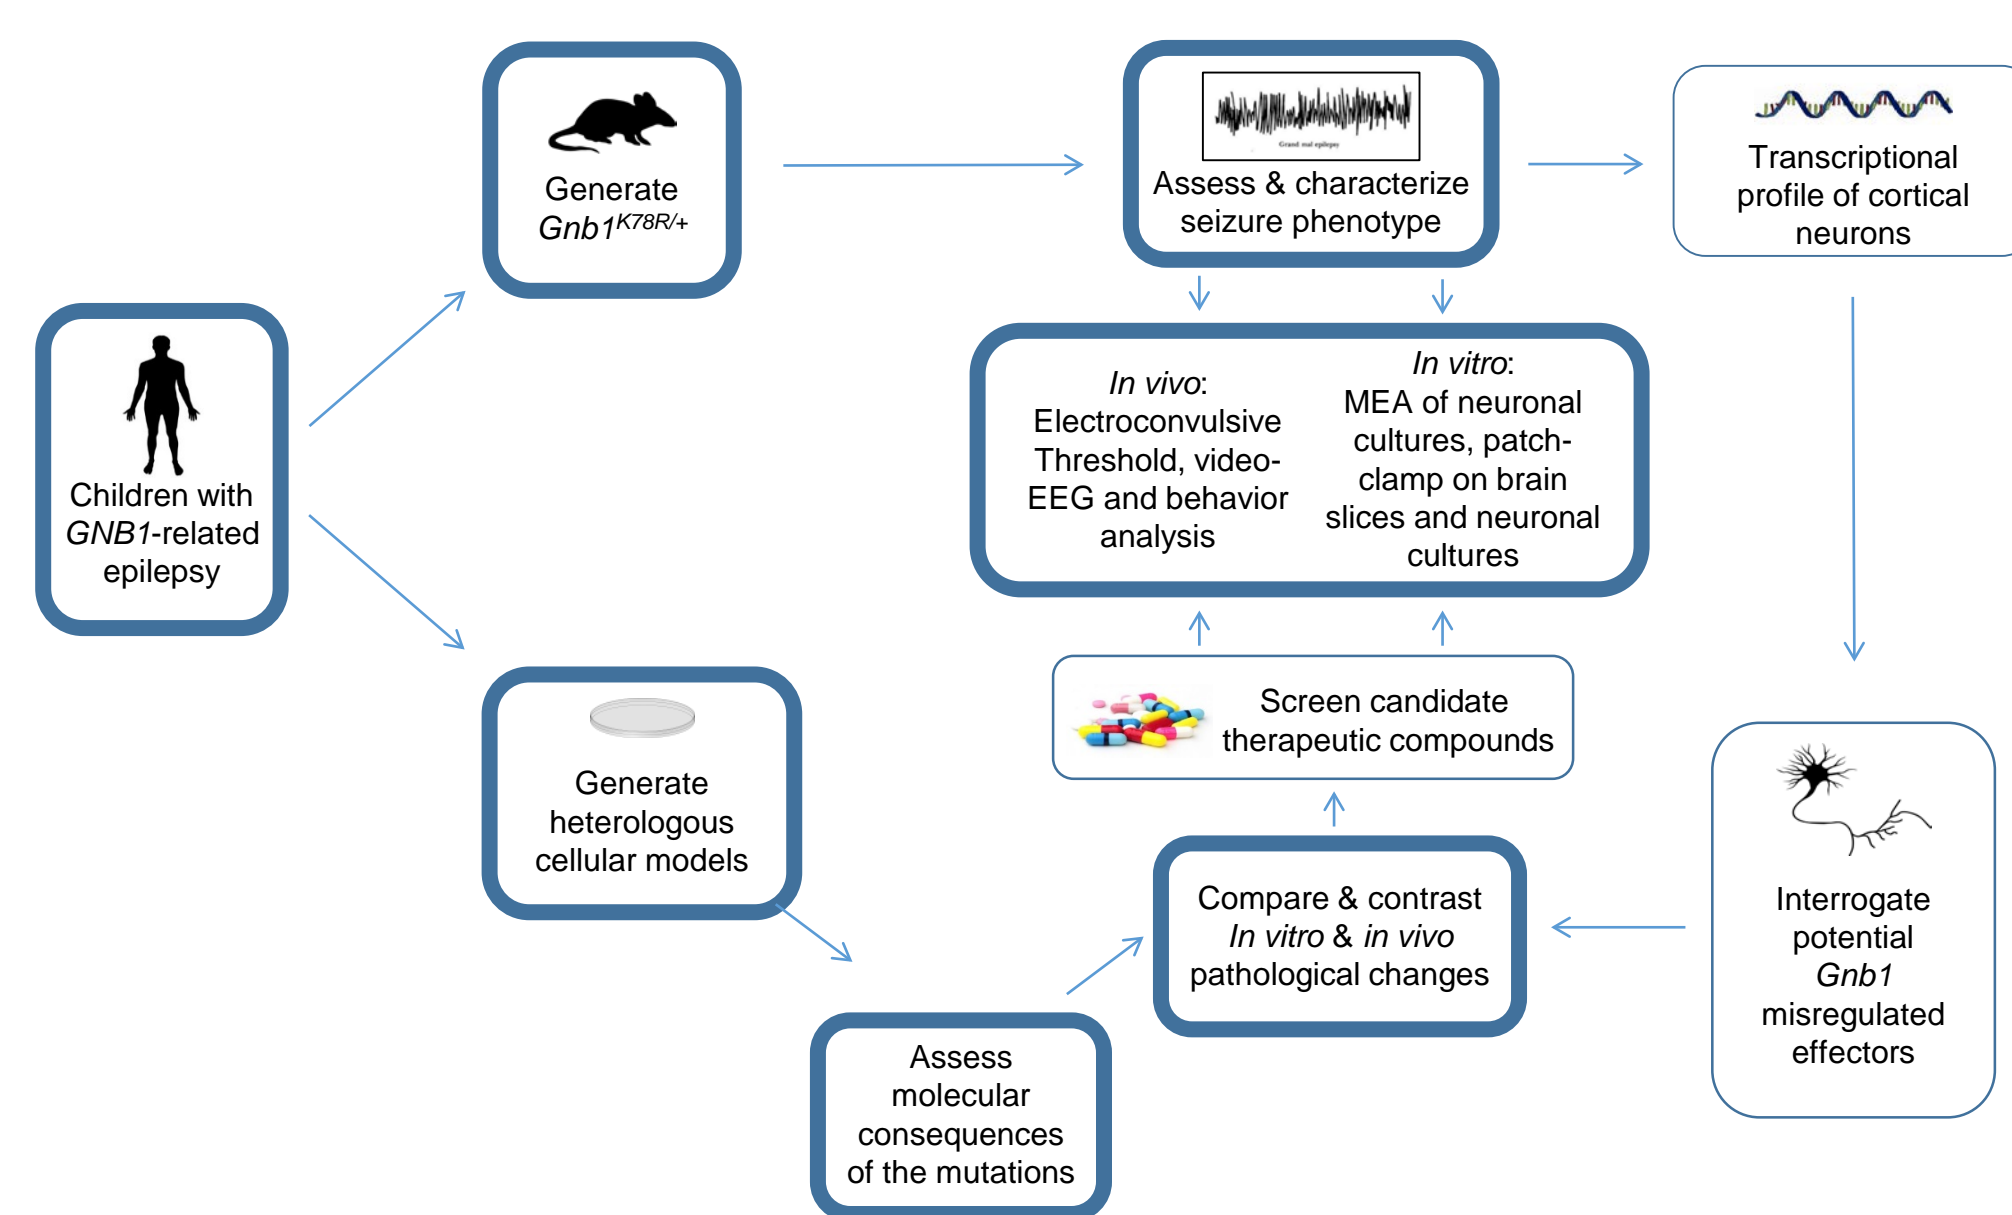 Generate
Gnb1K78R/+
Grand mal epilepsy
Assess & characterize
seizure phenotype
Transcriptional
profile of cortical
neurons
Children with
GNB1-related
epilepsy
In vivo:
Electroconvulsive
Threshold, video-
EEG and behavior
analysis
In vitro:
MEA of neuronal
cultures, patch-
clamp on brain
slices and neuronal
cultures
Screen candidate
therapeutic compounds
Generate
heterologous
cellular models
Compare & contrast
In vitro & in vivo
pathological changes
Interrogate
potential
Gnb1
misregulated
effectors
Assess
molecular
consequences
of the mutations